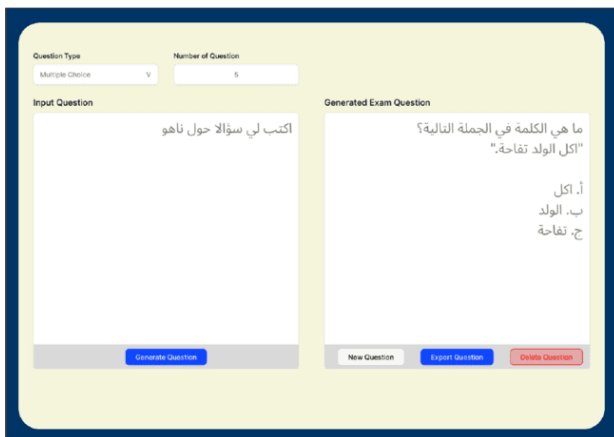 Question Type
Number of Question
Multiple Choice
V
5
Input Question
Generated Exam Question
اكتب لي سؤالا حول ناهو
ما هي الكلمة في الجملة التالية؟
"اكل الولد تفاحة."
أ. اكل
ب. الولد
ج. تفاحة
Generate Question
New Question
Export Question
Delete Question